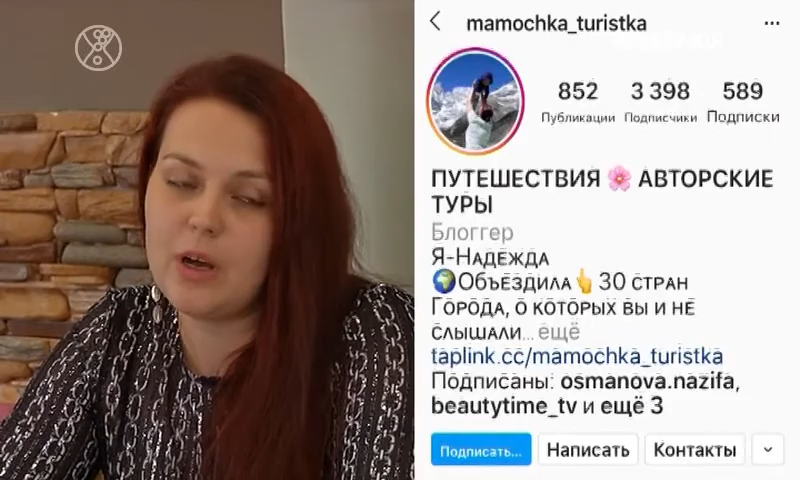 mamochka_turistka
852 3 398 589
Публикации Подписчики Подписки
ПУТЕШЕСТВИЯ 🌸 АВТОРСКИЕ
ТУРЫ
Блоггер
Я-Надежда
🌍Объездила👆30 стран
Города, о которых вы и не
слышали... ещё
taplink.cc/mamochka_turistka
Подписаны: osmanova.nazifa,
beautytime_tv и ещё 3
Подписать... Написать Контакты